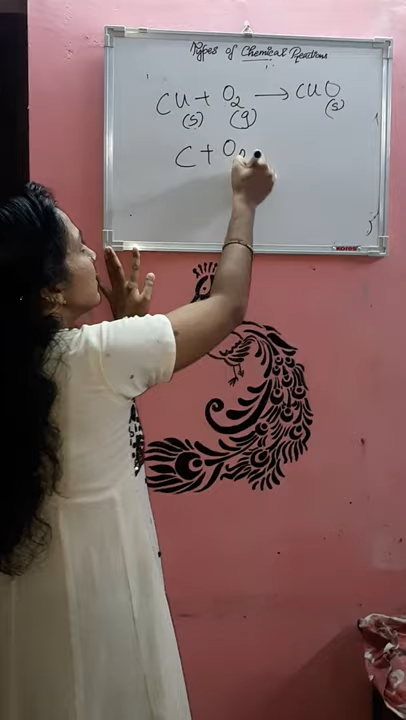 Types of Chemical Reactions
Cu + O2 ⟶ CuO
(s) (g) (s)
C + O2